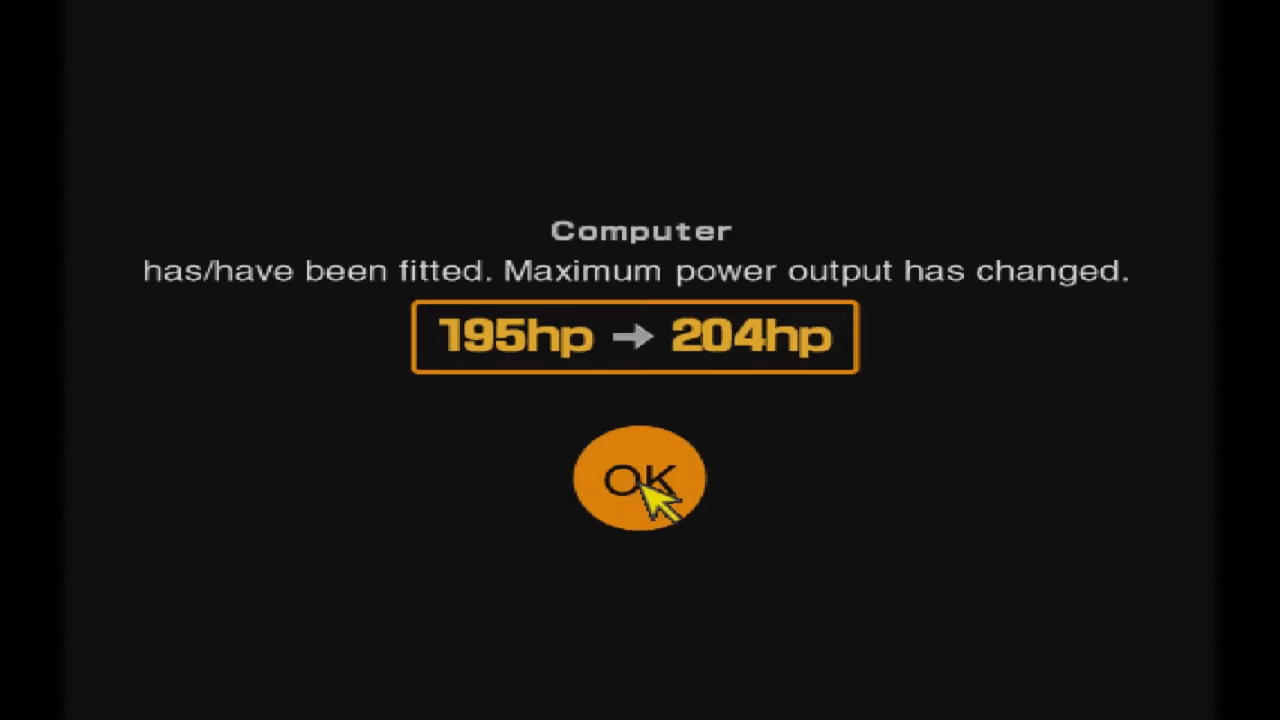 Computer
has/have been fitted. Maximum power output has changed.
195hp → 204hp
OK